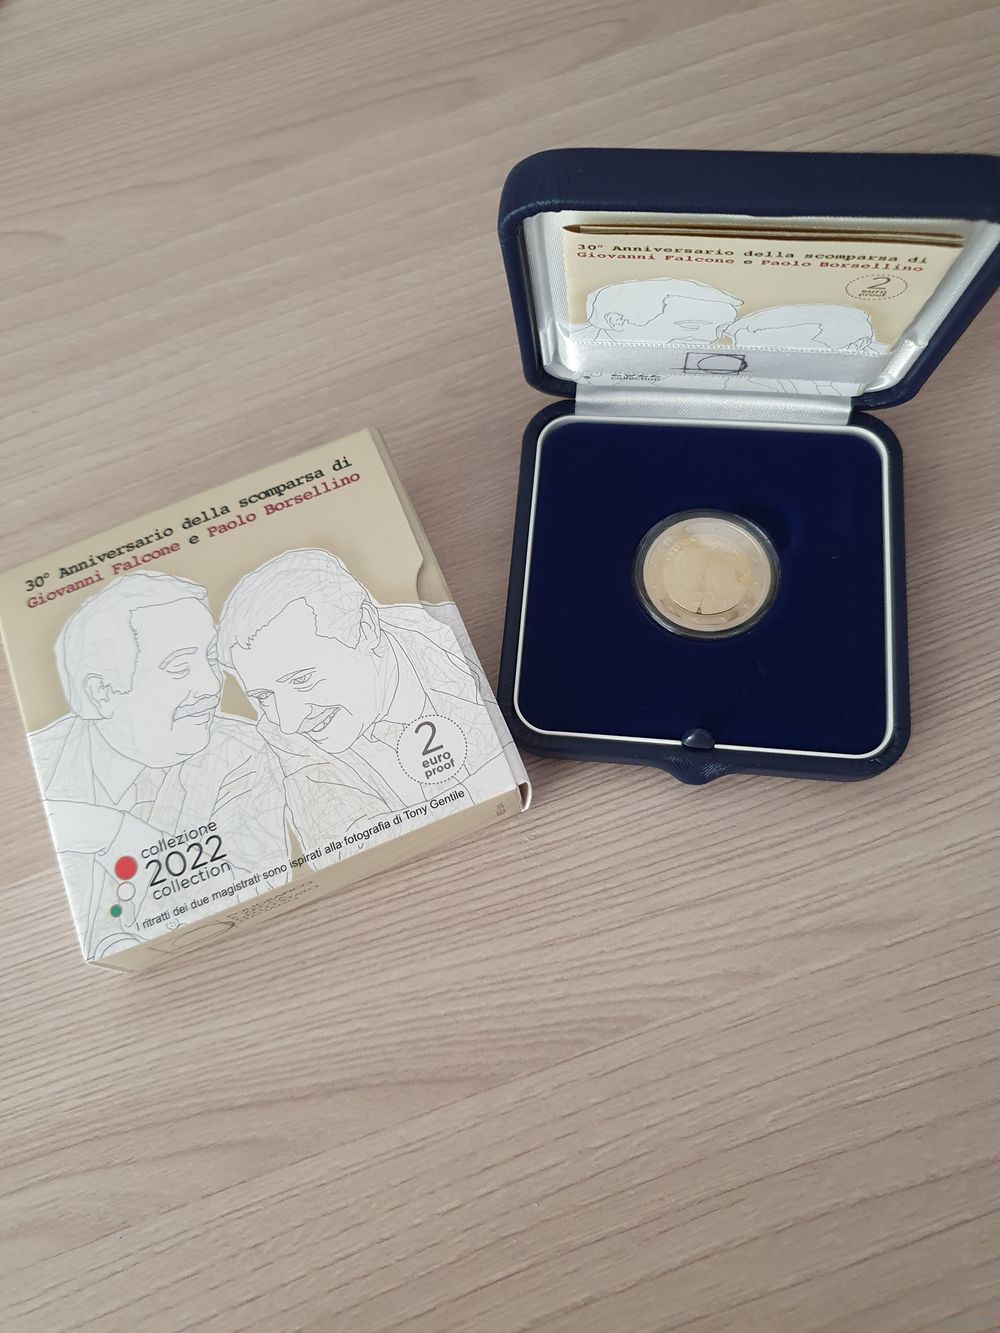 30° Anniversario della scomparsa di
Giovanni Falcone e Paolo Borsellino
2
euro
proof
collection
30° Anniversario della scomparsa di
Giovanni Falcone e Paolo Borsellino
2
euro
proof
collezione
2022
collection
I ritratti dei due magistrati sono ispirati alla fotografia di Tony Gentile